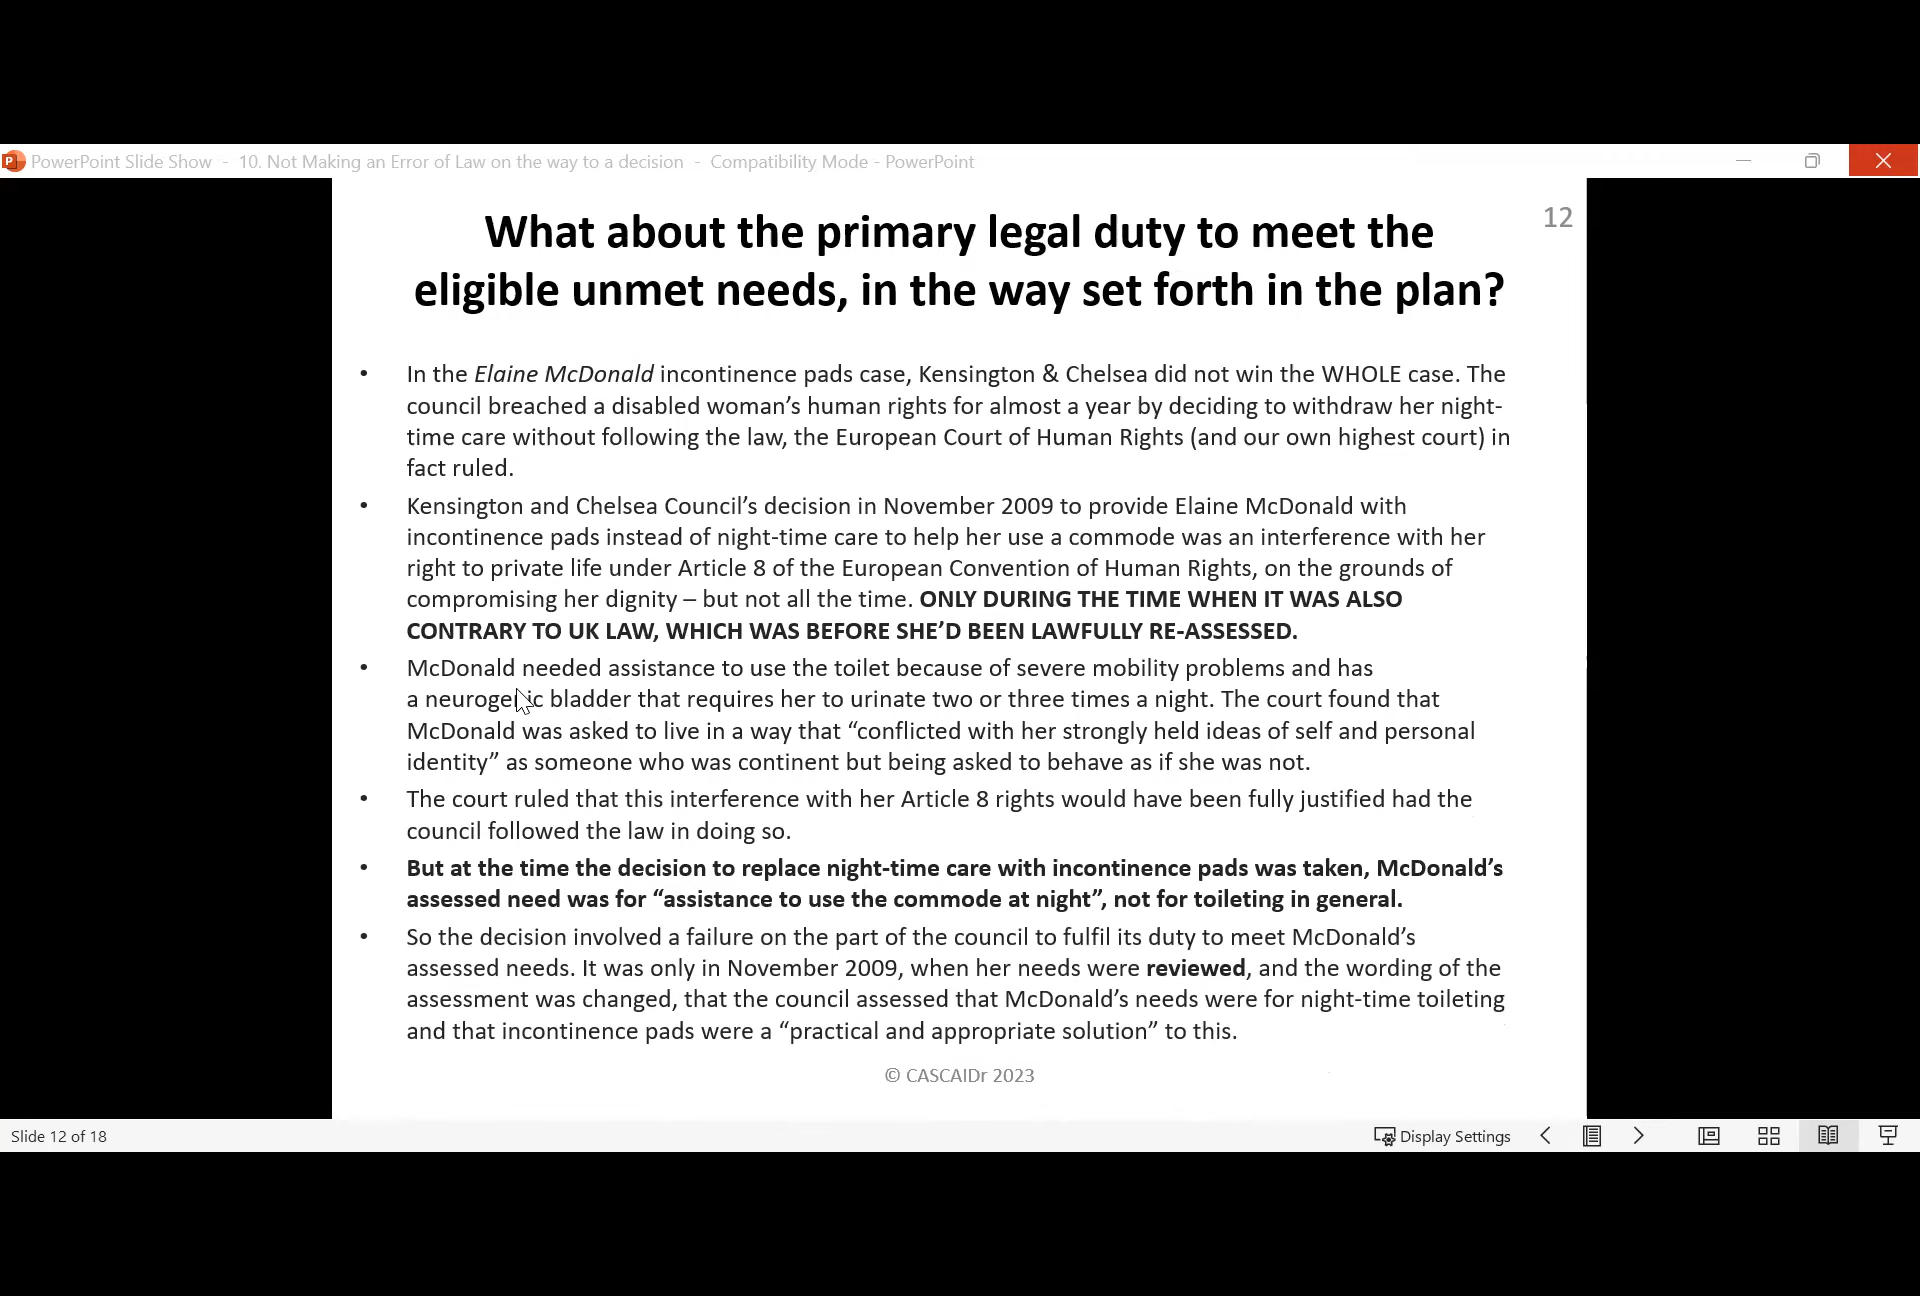 PowerPoint Slide Show - 10. Not Making an Error of Law on the way to a decision - Compatibility Mode - PowerPoint
12
What about the primary legal duty to meet the
eligible unmet needs, in the way set forth in the plan?
• In the Elaine McDonald incontinence pads case, Kensington & Chelsea did not win the WHOLE case. The
council breached a disabled woman’s human rights for almost a year by deciding to withdraw her night-
time care without following the law, the European Court of Human Rights (and our own highest court) in
fact ruled.
• Kensington and Chelsea Council’s decision in November 2009 to provide Elaine McDonald with
incontinence pads instead of night-time care to help her use a commode was an interference with her
right to private life under Article 8 of the European Convention of Human Rights, on the grounds of
compromising her dignity – but not all the time. ONLY DURING THE TIME WHEN IT WAS ALSO
CONTRARY TO UK LAW, WHICH WAS BEFORE SHE’D BEEN LAWFULLY RE-ASSESSED.
• McDonald needed assistance to use the toilet because of severe mobility problems and has
a neurogenic bladder that requires her to urinate two or three times a night. The court found that
McDonald was asked to live in a way that “conflicted with her strongly held ideas of self and personal
identity” as someone who was continent but being asked to behave as if she was not.
• The court ruled that this interference with her Article 8 rights would have been fully justified had the
council followed the law in doing so.
• But at the time the decision to replace night-time care with incontinence pads was taken, McDonald’s
assessed need was for “assistance to use the commode at night”, not for toileting in general.
• So the decision involved a failure on the part of the council to fulfil its duty to meet McDonald’s
assessed needs. It was only in November 2009, when her needs were reviewed, and the wording of the
assessment was changed, that the council assessed that McDonald’s needs were for night-time toileting
and that incontinence pads were a “practical and appropriate solution” to this.
© CASCAIDr 2023
Slide 12 of 18
Display Settings